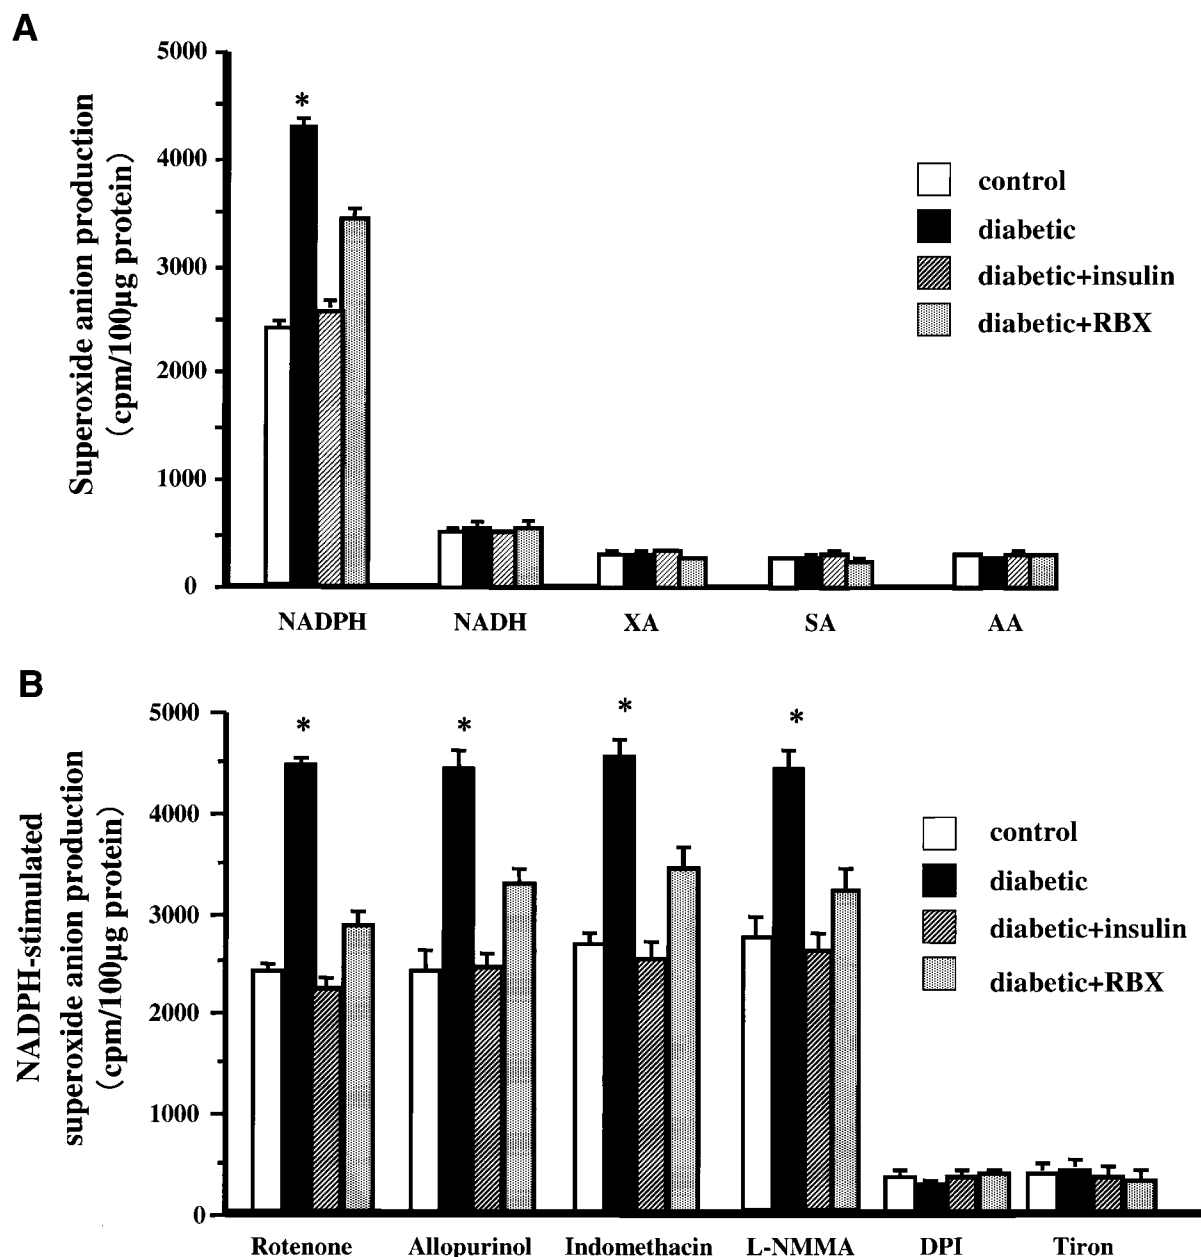 A
Superoxide anion production
(cpm/100μg protein)
5000
4000
3000
2000
1000
0
*
control
diabetic
diabetic+insulin
diabetic+RBX
NADPH NADH XA SA AA
B
NADPH-stimulated
superoxide anion production
(cpm/100μg protein)
5000
4000
3000
2000
1000
0
* * * *
control
diabetic
diabetic+insulin
diabetic+RBX
Rotenone Allopurinol Indomethacin L-NMMA DPI Tiron